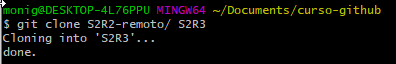 monig@DESKTOP-4L76PPU MINGW64 ~/Documents/curso-github
$ git clone S2R2-remoto/ S2R3
Cloning into 'S2R3'...
done.